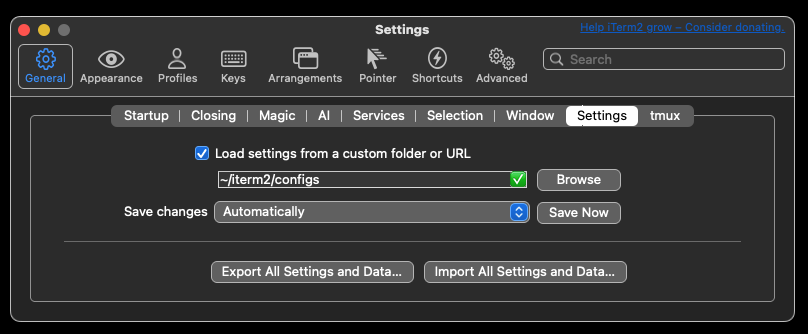 Settings
Help iTerm2 grow – Consider donating.
General Appearance Profiles Keys Arrangements Pointer Shortcuts Advanced Search
Startup Closing Magic AI Services Selection Window Settings tmux
Load settings from a custom folder or URL
~/iterm2/configs Browse
Save changes Automatically Save Now
Export All Settings and Data... Import All Settings and Data...